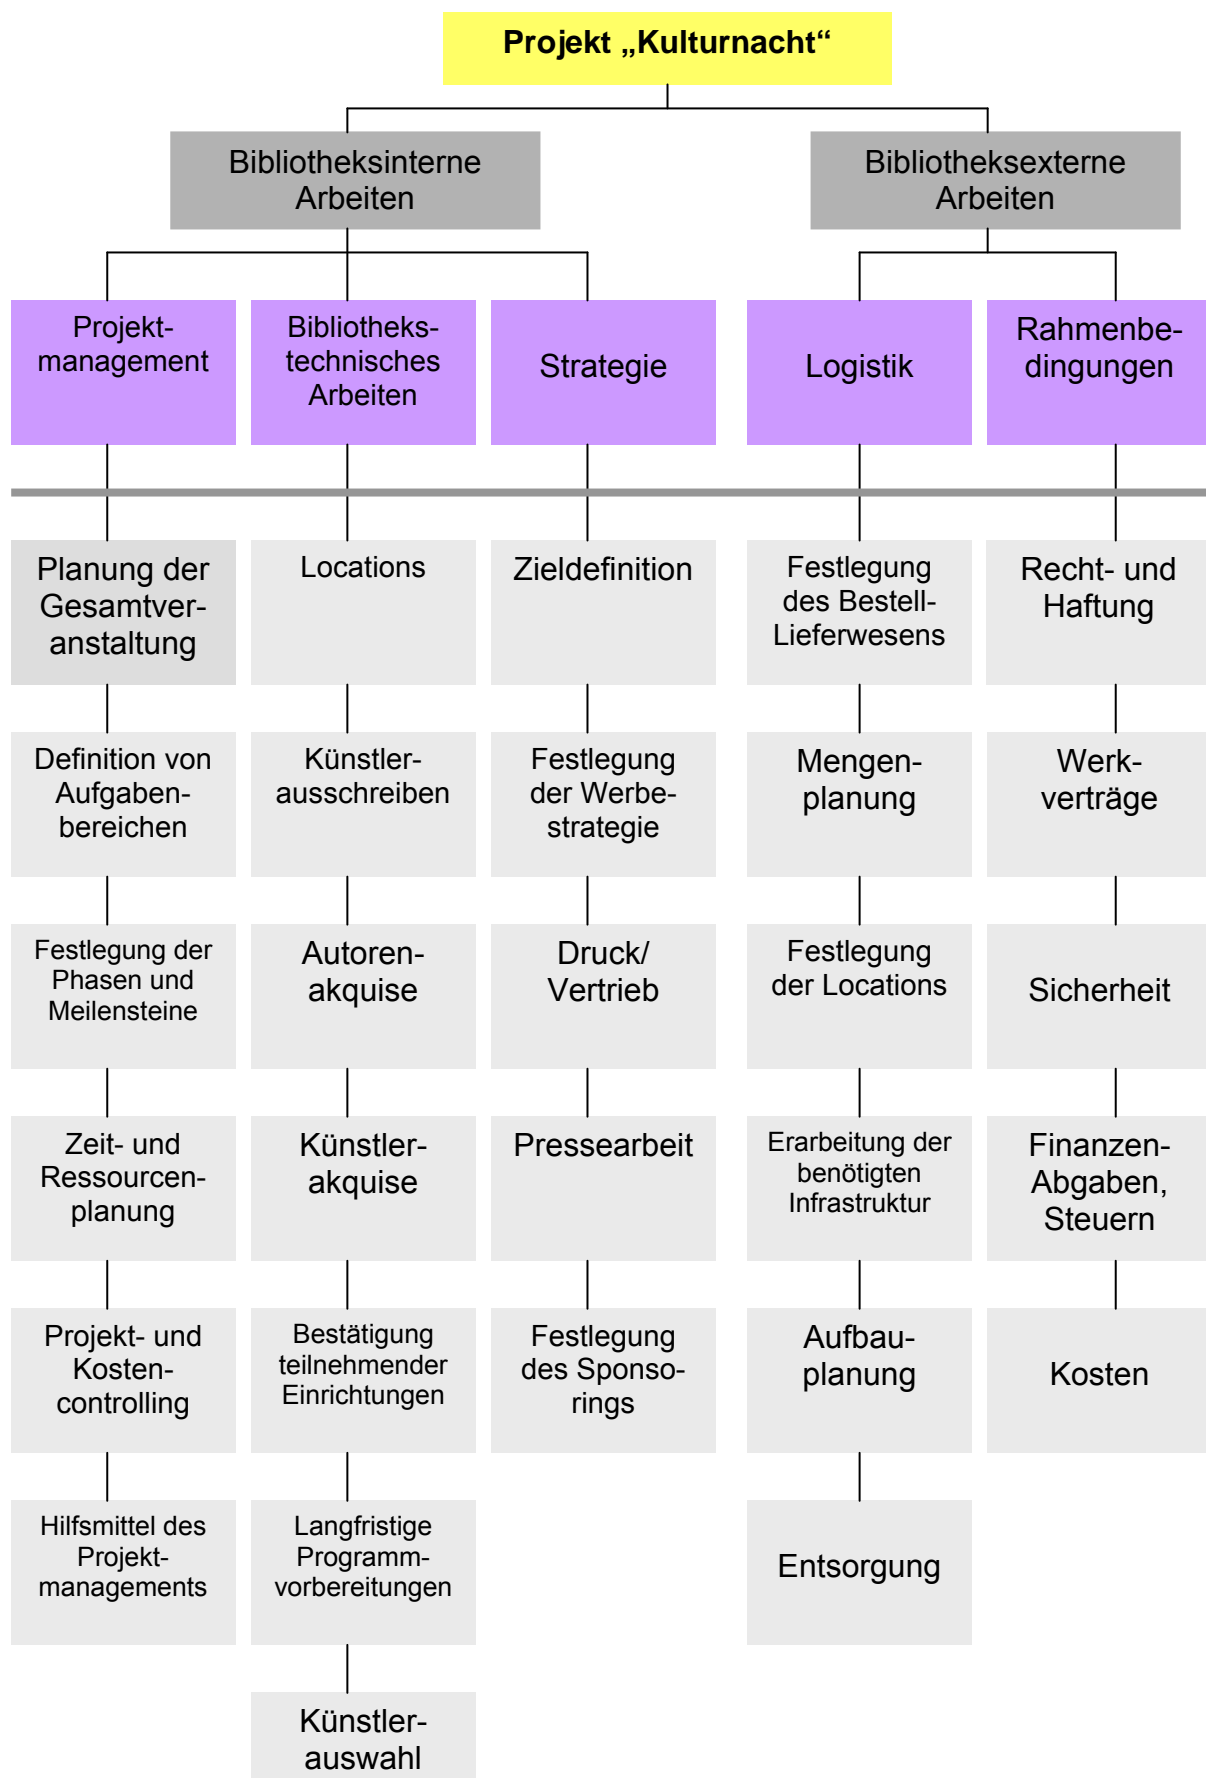 Projekt „Kulturnacht“
Bibliotheksinterne
Arbeiten
Bibliotheksexterne
Arbeiten
Projekt-
management
Bibliotheks-
technisches
Arbeiten
Strategie
Logistik
Rahmenbe-
dingungen
Planung der
Gesamtver-
anstaltung
Locations
Zieldefinition
Festlegung
des Bestell-
Lieferwesens
Recht- und
Haftung
Definition von
Aufgaben-
bereichen
Künstler-
ausschreiben
Festlegung
der Werbe-
strategie
Mengen-
planung
Werk-
verträge
Festlegung der
Phasen und
Meilensteine
Autoren-
akquise
Druck/
Vertrieb
Festlegung
der Locations
Sicherheit
Zeit- und
Ressourcen-
planung
Künstler-
akquise
Pressearbeit
Erarbeitung der
benötigten
Infrastruktur
Finanzen-
Abgaben,
Steuern
Projekt- und
Kosten-
controlling
Bestätigung
teilnehmender
Einrichtungen
Festlegung
des Sponso-
rings
Aufbau-
planung
Kosten
Hilfsmittel des
Projekt-
managements
Langfristige
Programm-
vorbereitungen
Entsorgung
Künstler-
auswahl